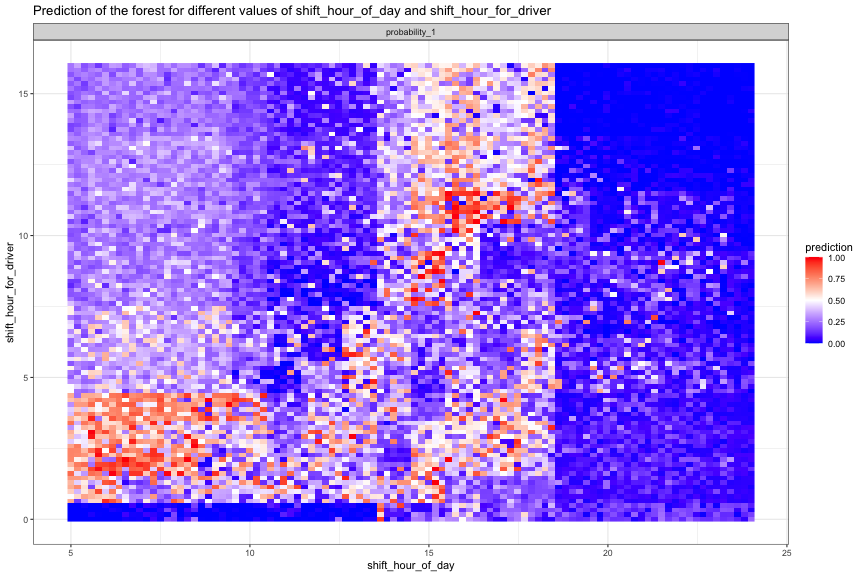 Prediction of the forest for different values of shift_hour_of_day and shift_hour_for_driver
probability_1
15
10
5
0
shift_hour_for_driver
5
10
15
20
25
shift_hour_of_day
prediction
1.00
0.75
0.50
0.25
0.00